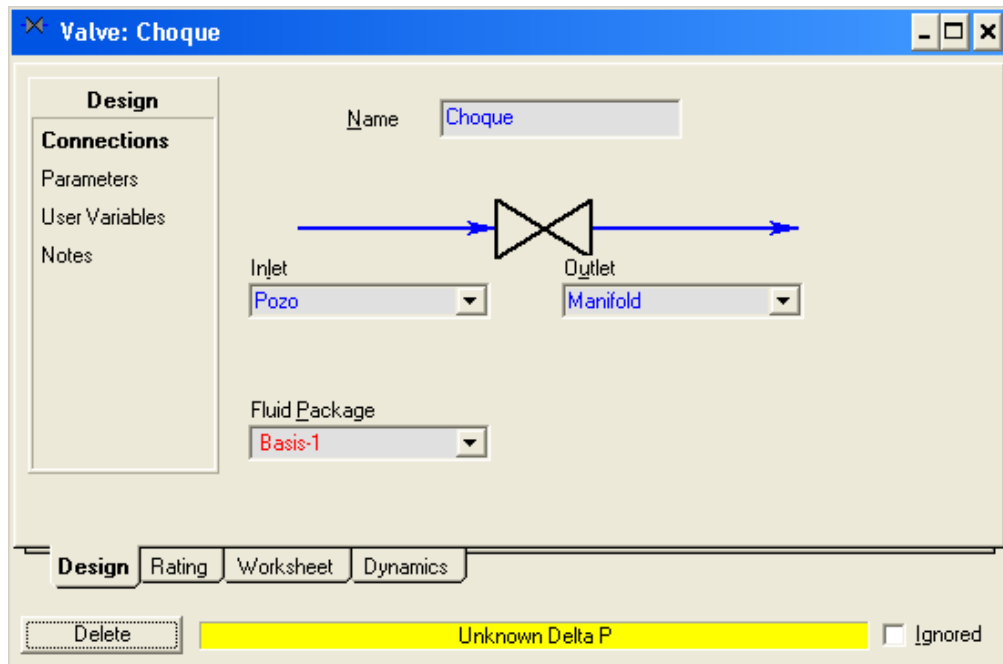 Valve: Choque
Design
Connections
Parameters
User Variables
Notes
Name Choque
Inlet Outlet
Pozo Manifold
Fluid Package
Basis-1
Design Rating Worksheet Dynamics
Delete Unknown Delta P Ignored